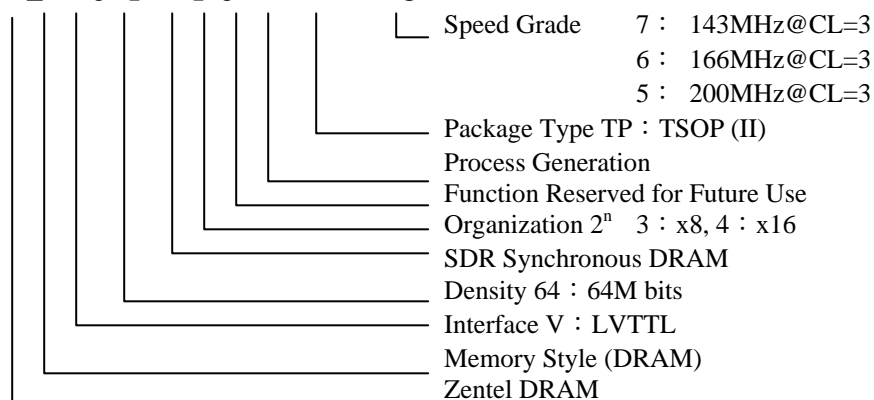 Speed Grade 7： 143MHz@CL=3
6： 166MHz@CL=3
5： 200MHz@CL=3
Package Type TP：TSOP (II)
Process Generation
Function Reserved for Future Use
Organization 2ⁿ 3：x8, 4：x16
SDR Synchronous DRAM
Density 64：64M bits
Interface V：LVTTL
Memory Style (DRAM)
Zentel DRAM